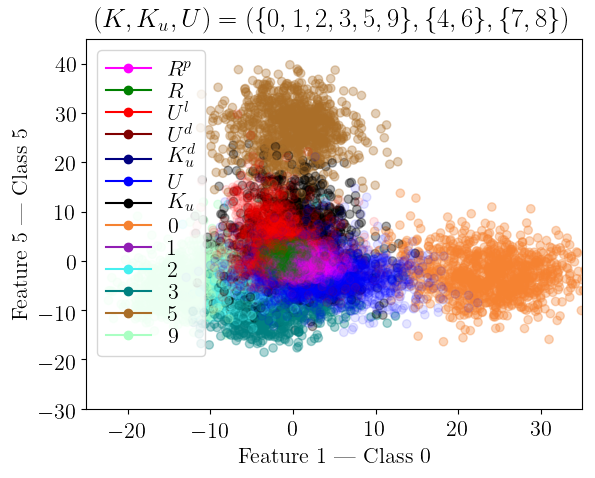 (K, K_u, U) = ({0, 1, 2, 3, 5, 9}, {4, 6}, {7, 8})
R^p
R
U^l
U^d
K_u^d
U
K_u
0
1
2
3
5
9
Feature 5 — Class 5
40
30
20
10
0
−10
−20
−30
−20 −10 0 10 20 30
Feature 1 — Class 0